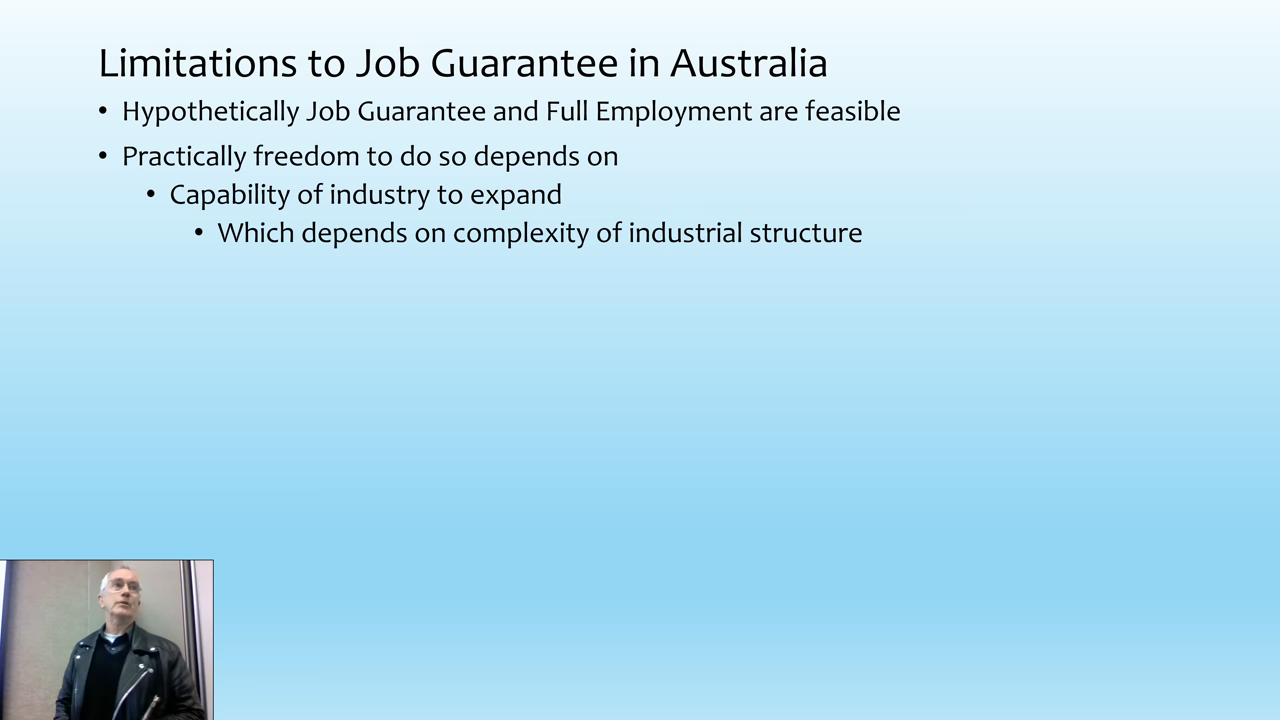 Limitations to Job Guarantee in Australia
• Hypothetically Job Guarantee and Full Employment are feasible
• Practically freedom to do so depends on
• Capability of industry to expand
• Which depends on complexity of industrial structure